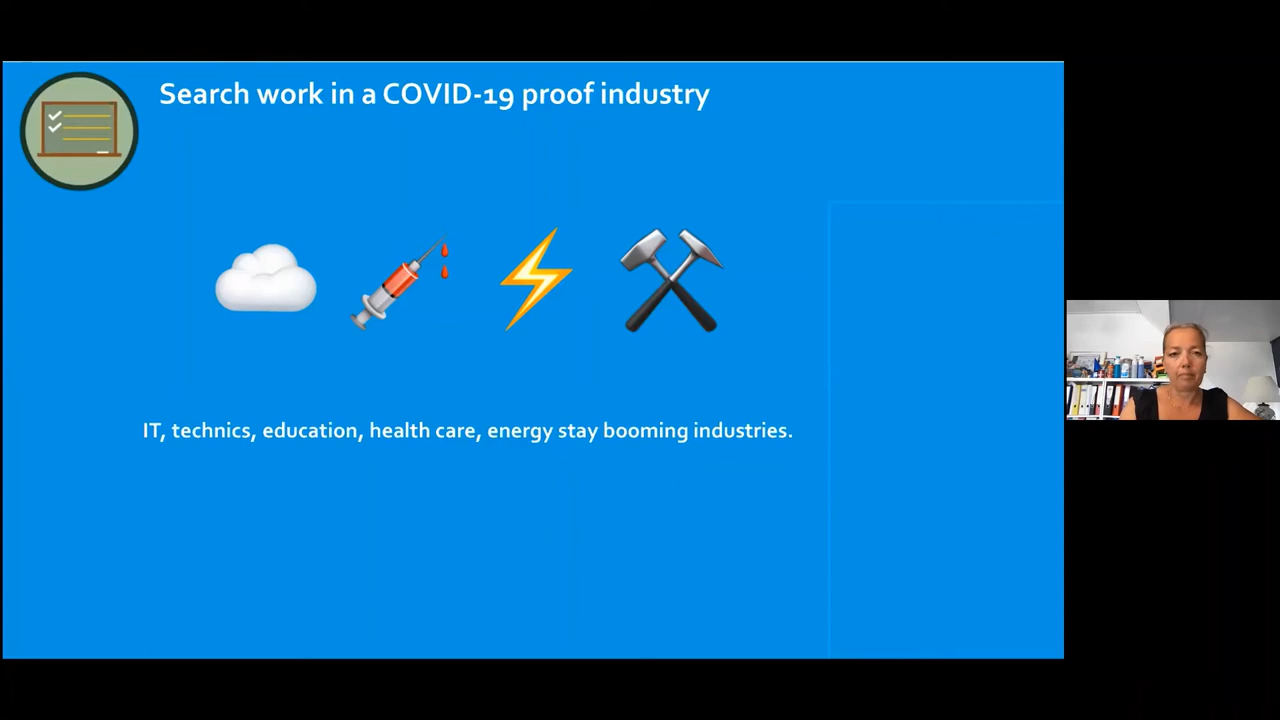 Search work in a COVID-19 proof industry
IT, technics, education, health care, energy stay booming industries.